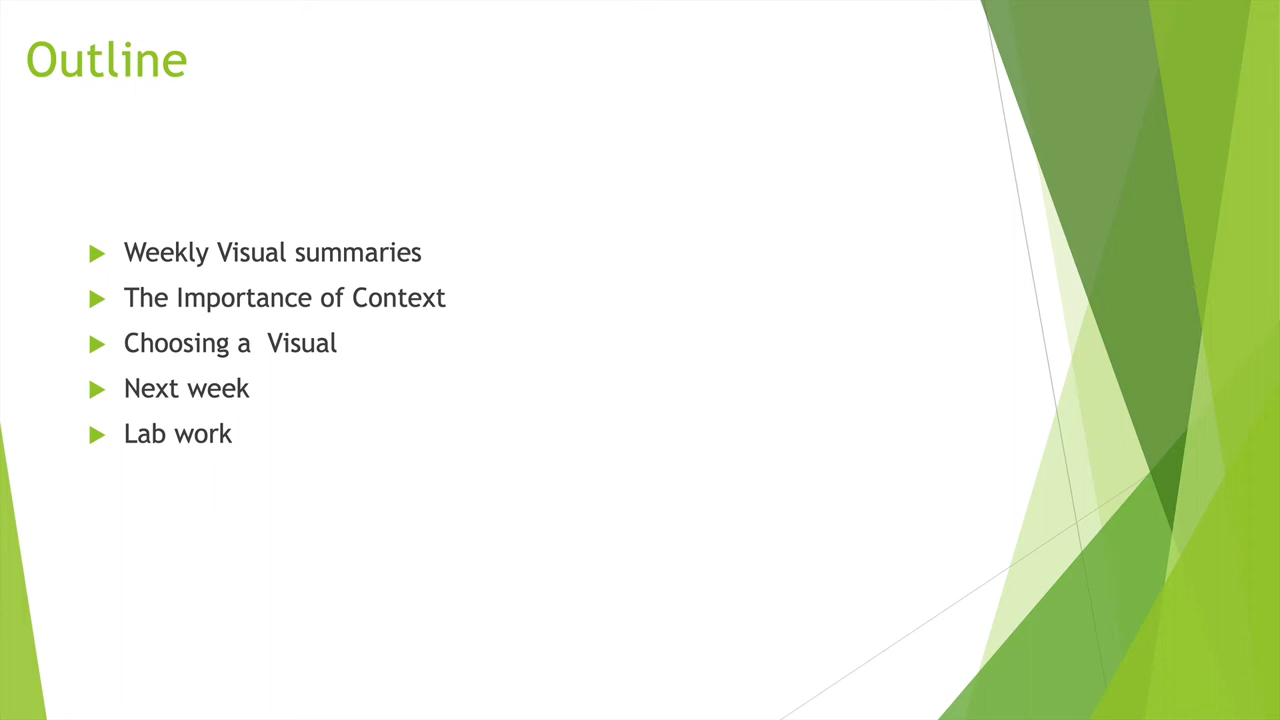 Outline
Weekly Visual summaries
The Importance of Context
Choosing a  Visual
Next week
Lab work